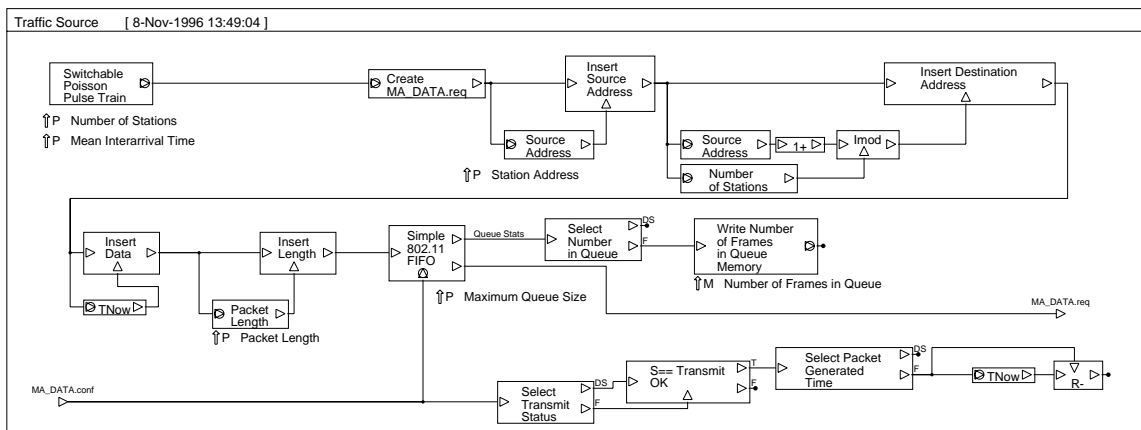 Traffic Source [ 8-Nov-1996 13:49:04 ]
Switchable
Poisson
Pulse Train
P Number of Stations
P Mean Interarrival Time
Create
MA_DATA.req
Insert
Source
Address
Source
Address
P Station Address
Insert Destination
Address
Source
Address
1+
Imod
Number
of Stations
Insert
Data
TNow
Insert
Length
Packet
Length
P Packet Length
Simple
802.11
FIFO
P Maximum Queue Size
Queue Stats
Select
Number
in Queue
DS
F
Write Number
of Frames
in Queue
Memory
M Number of Frames in Queue
MA_DATA.req
MA_DATA.conf
Select
Transmit
Status
DS
F
S== Transmit
OK
T
F
Select Packet
Generated
Time
DS
F
TNow
R-